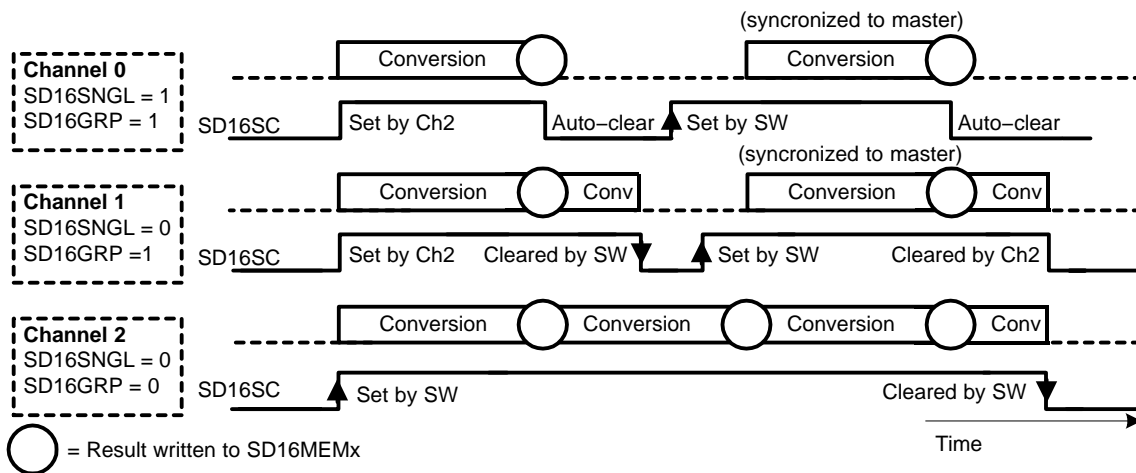 (syncronized to master)
Conversion Conversion
Channel 0
SD16SNGL = 1
SD16GRP = 1
SD16SC Set by Ch2 Auto−clear Set by SW Auto−clear
(syncronized to master)
Conversion Conv Conversion Conv
Channel 1
SD16SNGL = 0
SD16GRP =1
SD16SC Set by Ch2 Cleared by SW Set by SW Cleared by Ch2
Conversion Conversion Conversion Conv
Channel 2
SD16SNGL = 0
SD16GRP = 0
SD16SC Set by SW Cleared by SW
= Result written to SD16MEMx
Time